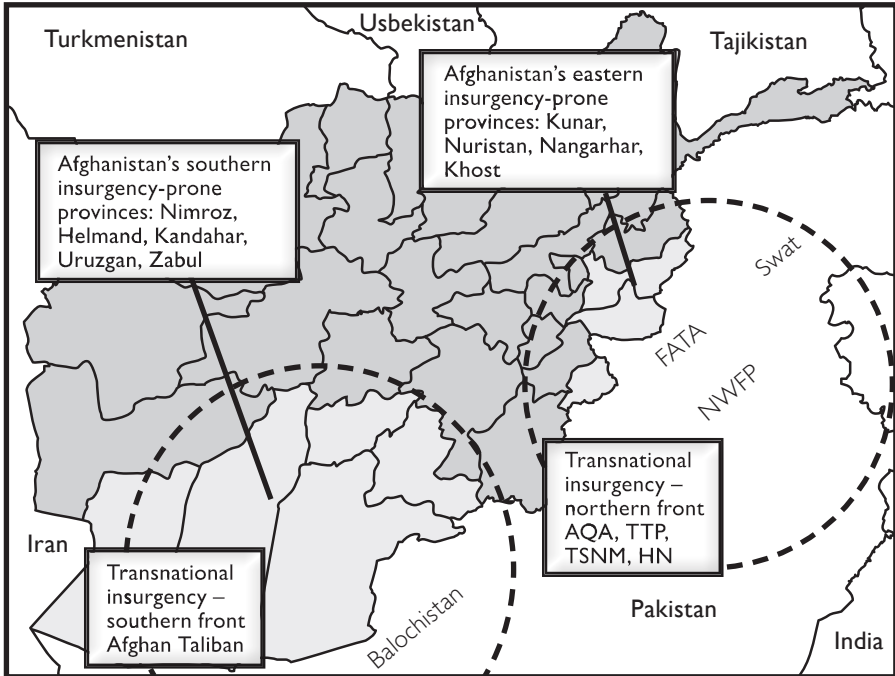 Turkmenistan
Usbekistan
Tajikistan
Afghanistan's eastern
insurgency-prone
provinces: Kunar,
Nuristan, Nangarhar,
Khost
Afghanistan's southern
insurgency-prone
provinces: Nimroz,
Helmand, Kandahar,
Uruzgan, Zabul
Swat
FATA
NWFP
Transnational
insurgency –
northern front
AQA, TTP,
TSNM, HN
Iran
Transnational
insurgency –
southern front
Afghan Taliban
Balochistan
Pakistan
India